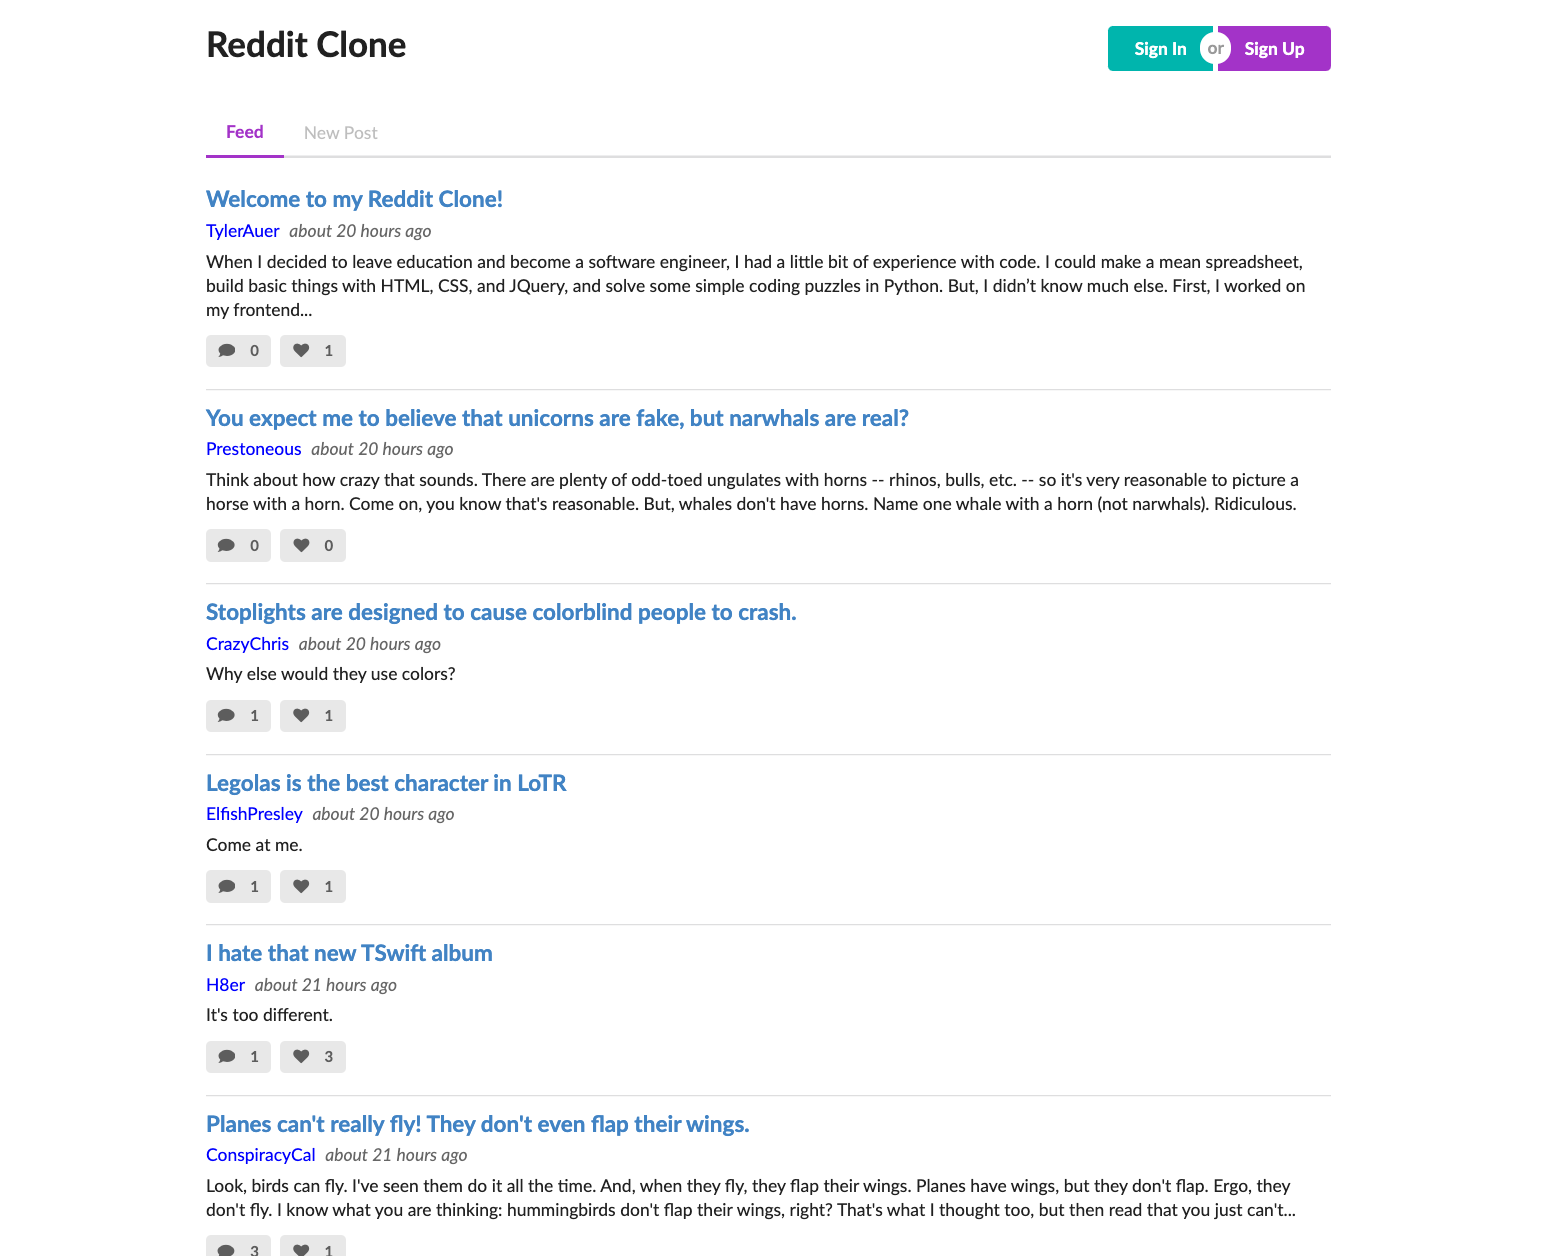 Reddit Clone
Sign In or Sign Up
Feed New Post
Welcome to my Reddit Clone!
TylerAuer about 20 hours ago
When I decided to leave education and become a software engineer, I had a little bit of experience with code. I could make a mean spreadsheet,
build basic things with HTML, CSS, and JQuery, and solve some simple coding puzzles in Python. But, I didn’t know much else. First, I worked on
my frontend...
0 1
You expect me to believe that unicorns are fake, but narwhals are real?
Prestoneous about 20 hours ago
Think about how crazy that sounds. There are plenty of odd-toed ungulates with horns -- rhinos, bulls, etc. -- so it's very reasonable to picture a
horse with a horn. Come on, you know that's reasonable. But, whales don't have horns. Name one whale with a horn (not narwhals). Ridiculous.
0 0
Stoplights are designed to cause colorblind people to crash.
CrazyChris about 20 hours ago
Why else would they use colors?
1 1
Legolas is the best character in LoTR
ElfishPresley about 20 hours ago
Come at me.
1 1
I hate that new TSwift album
H8er about 21 hours ago
It's too different.
1 3
Planes can't really fly! They don't even flap their wings.
ConspiracyCal about 21 hours ago
Look, birds can fly. I've seen them do it all the time. And, when they fly, they flap their wings. Planes have wings, but they don't flap. Ergo, they
don't fly. I know what you are thinking: hummingbirds don't flap their wings, right? That's what I thought too, but then read that you just can't...
3 1